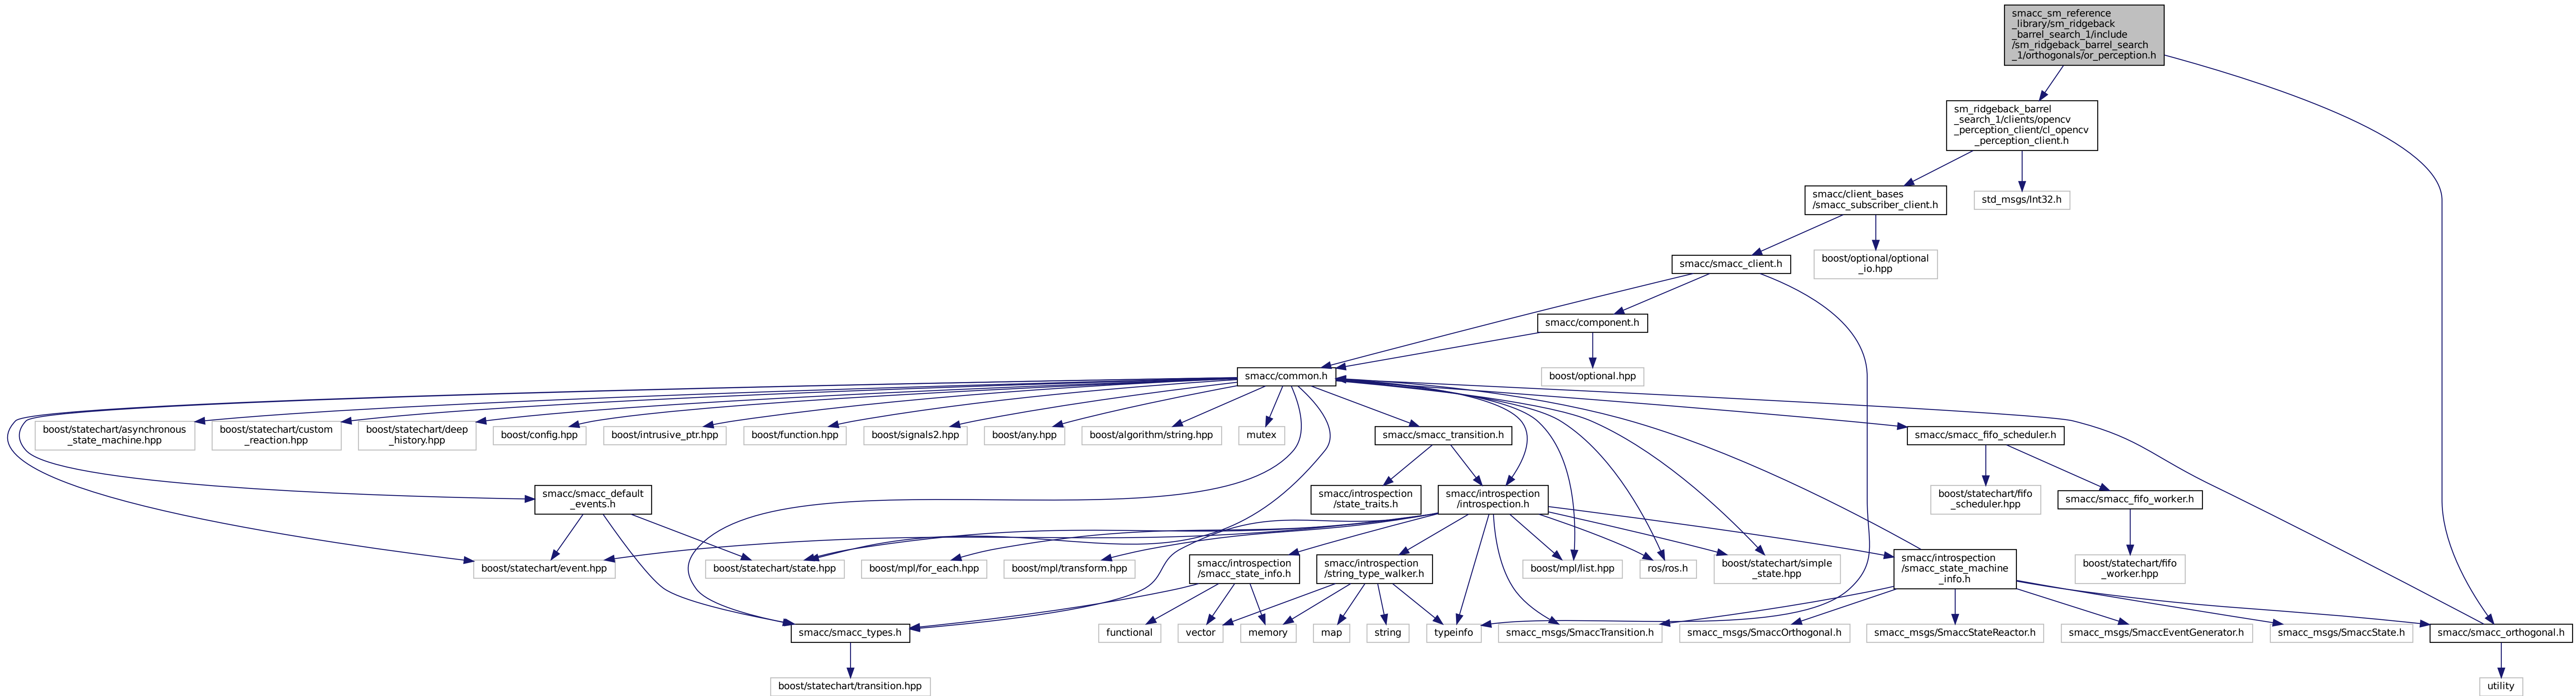 smacc_sm_reference
_library/sm_ridgeback
_barrel_search_1/include
/sm_ridgeback_barrel_search
_1/orthogonals/or_perception.h
sm_ridgeback_barrel
_search_1/clients/opencv
_perception_client/cl_opencv
_perception_client.h
smacc/client_bases
/smacc_subscriber_client.h
std_msgs/Int32.h
smacc/smacc_client.h
boost/optional/optional
_io.hpp
smacc/component.h
smacc/common.h
boost/optional.hpp
boost/statechart/asynchronous
_state_machine.hpp
boost/statechart/custom
_reaction.hpp
boost/statechart/deep
_history.hpp
boost/config.hpp
boost/intrusive_ptr.hpp
boost/function.hpp
boost/signals2.hpp
boost/any.hpp
boost/algorithm/string.hpp
mutex
smacc/smacc_transition.h
smacc/smacc_fifo_scheduler.h
smacc/smacc_default
_events.h
smacc/introspection
/state_traits.h
smacc/introspection
/introspection.h
boost/statechart/fifo
_scheduler.hpp
smacc/smacc_fifo_worker.h
boost/statechart/event.hpp
boost/statechart/state.hpp
boost/mpl/for_each.hpp
boost/mpl/transform.hpp
smacc/introspection
/smacc_state_info.h
smacc/introspection
/string_type_walker.h
boost/mpl/list.hpp
ros/ros.h
boost/statechart/simple
_state.hpp
smacc/introspection
/smacc_state_machine
_info.h
boost/statechart/fifo
_worker.hpp
smacc/smacc_types.h
functional
vector
memory
map
string
typeinfo
smacc_msgs/SmaccTransition.h
smacc_msgs/SmaccOrthogonal.h
smacc_msgs/SmaccStateReactor.h
smacc_msgs/SmaccEventGenerator.h
smacc_msgs/SmaccState.h
smacc/smacc_orthogonal.h
boost/statechart/transition.hpp
utility